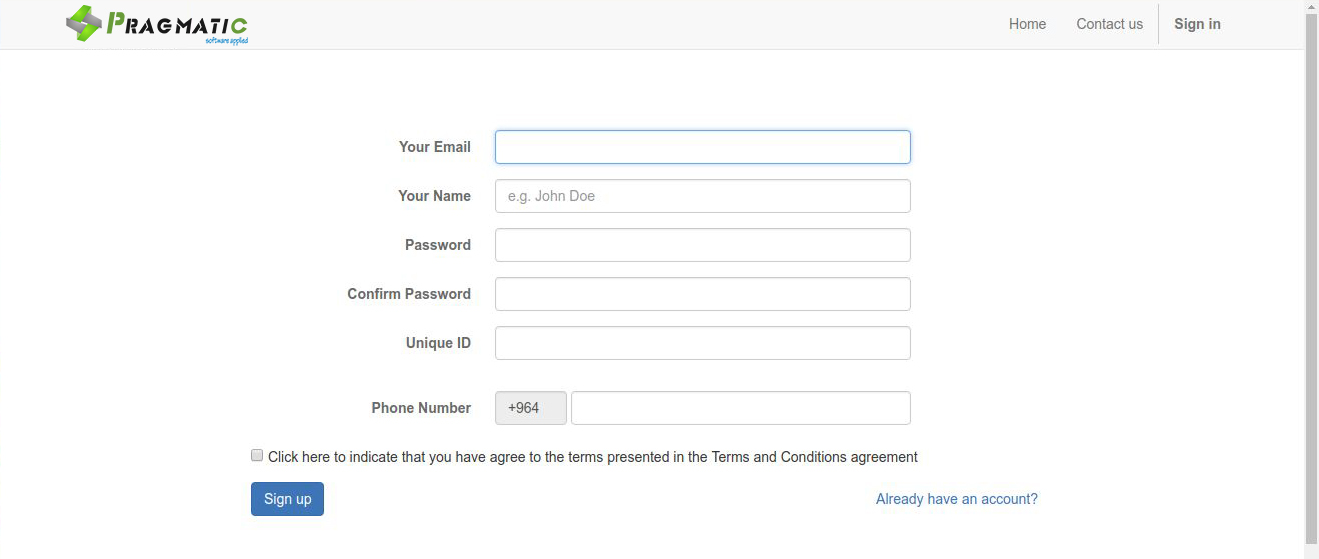 PRAGMATIC
software applied
Home Contact us Sign in
Your Email
Your Name e.g. John Doe
Password
Confirm Password
Unique ID
Phone Number +964
Click here to indicate that you have agree to the terms presented in the Terms and Conditions agreement
Sign up Already have an account?